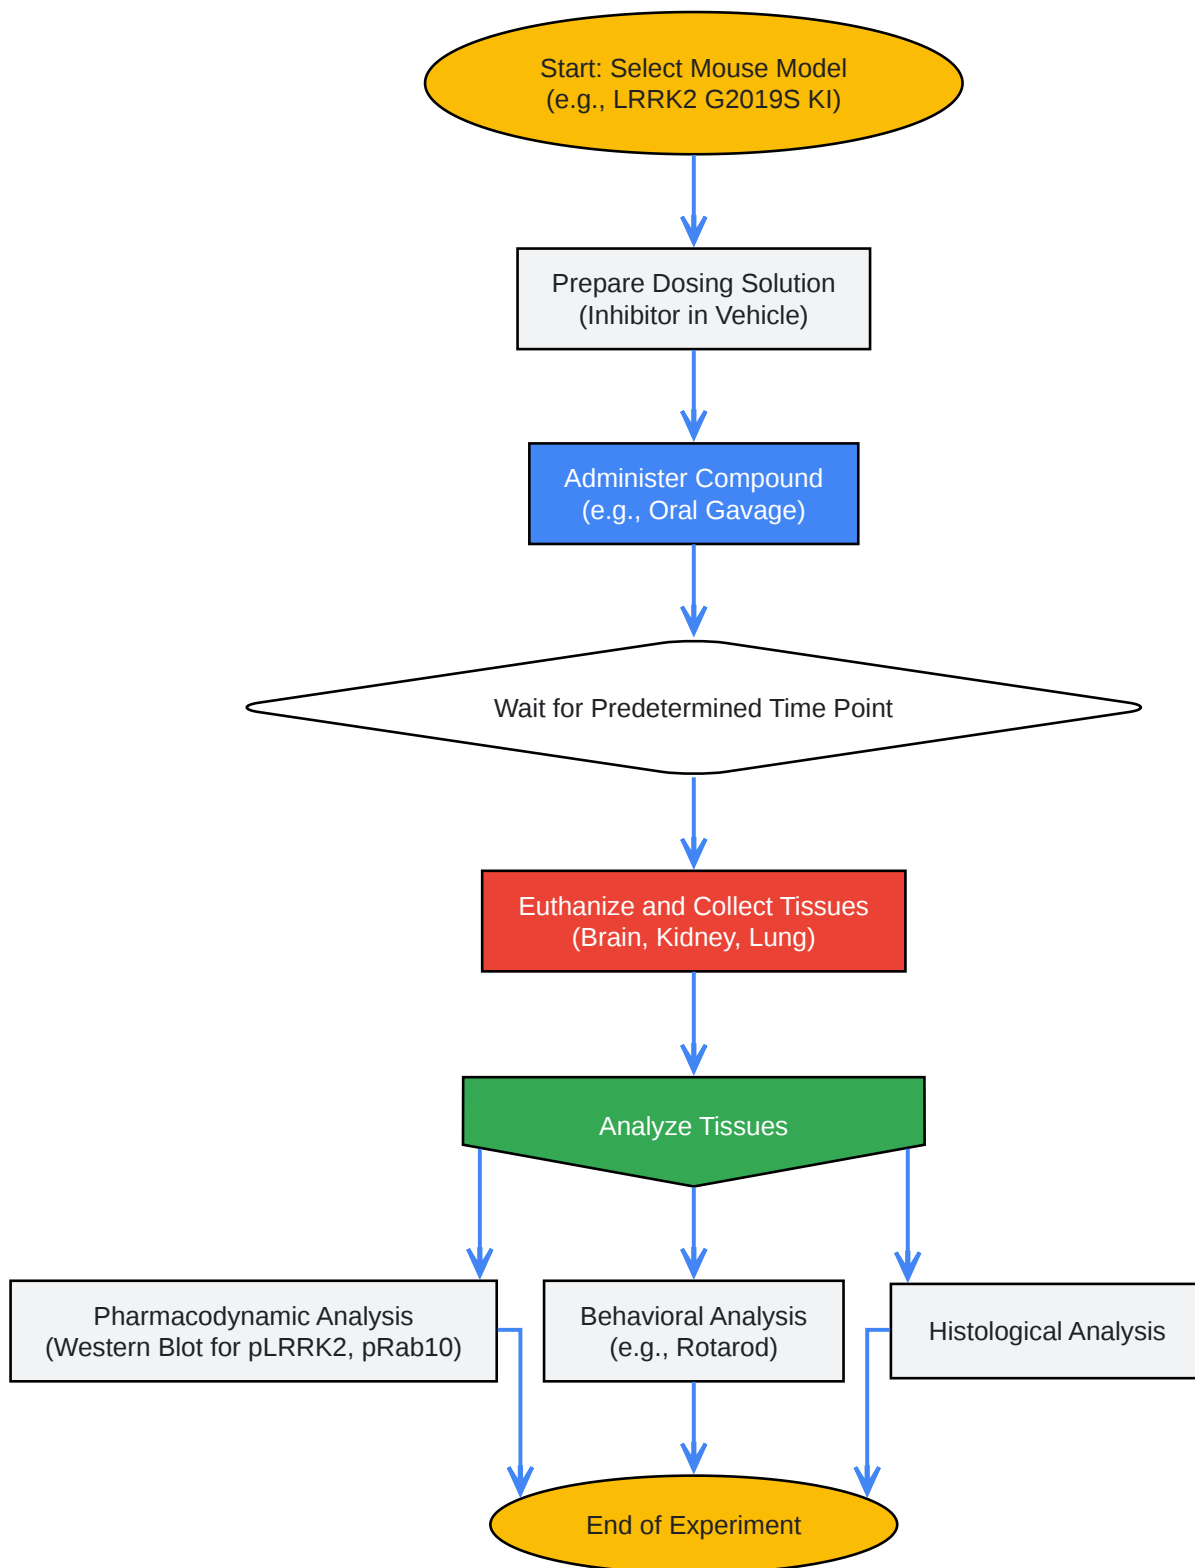 Start: Select Mouse Model
(e.g., LRRK2 G2019S KI)
Prepare Dosing Solution
(Inhibitor in Vehicle)
Administer Compound
(e.g., Oral Gavage)
Wait for Predetermined Time Point
Euthanize and Collect Tissues
(Brain, Kidney, Lung)
Analyze Tissues
Pharmacodynamic Analysis
(Western Blot for pLRRK2, pRab10)
Behavioral Analysis
(e.g., Rotarod)
Histological Analysis
End of Experiment